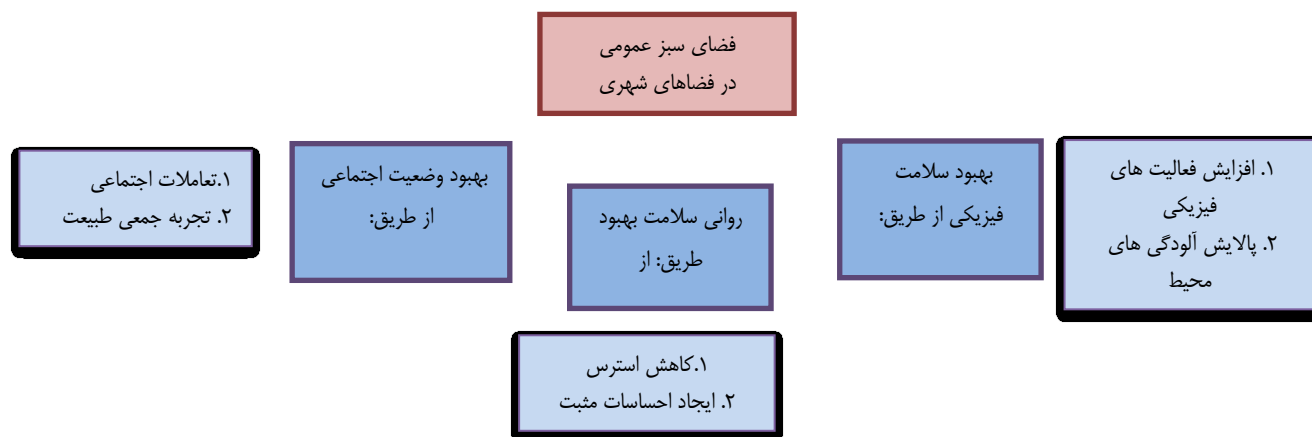 فضای سبز عمومی
در فضاهای شهری
۱. افزایش فعالیت های
فیزیکی
۲. پالایش آلودگی های
محیط
بهبود سلامت
فیزیکی از طریق:
روانی سلامت بهبود
طریق: از
۱.کاهش استرس
۲. ایجاد احساسات مثبت
بهبود وضعیت اجتماعی
از طریق:
۱.تعاملات اجتماعی
۲. تجربه جمعی طبیعت